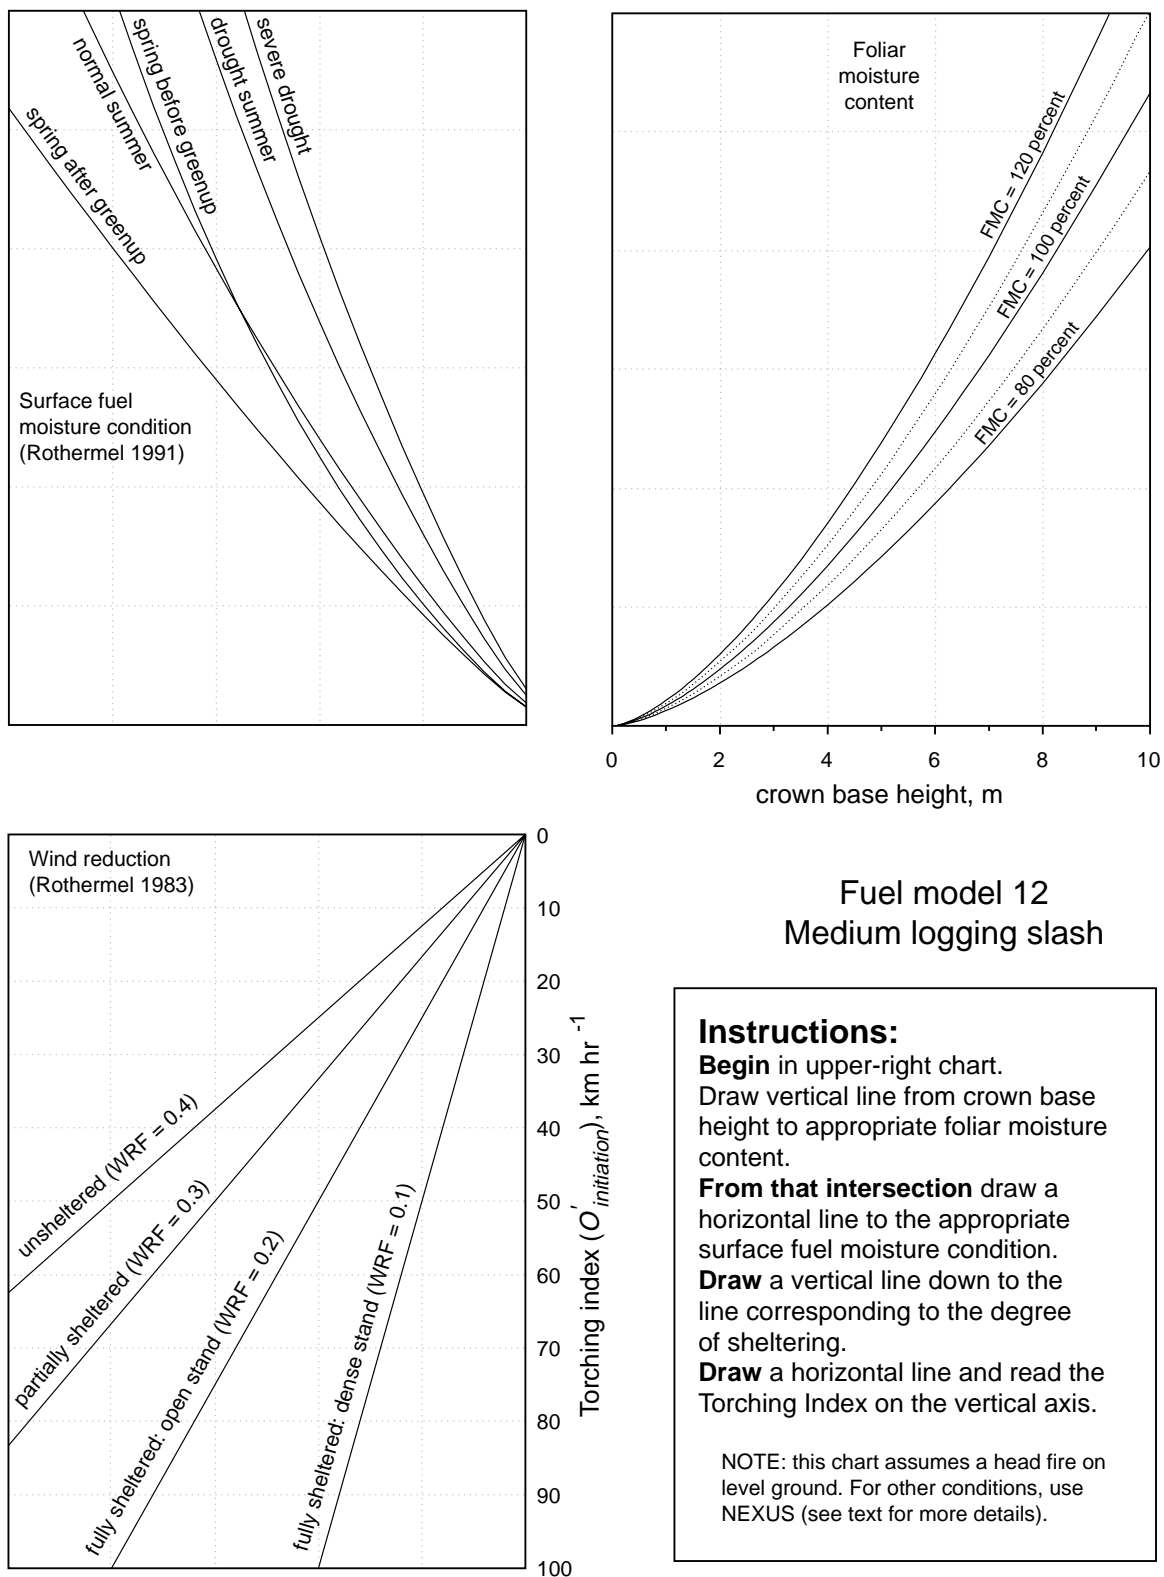 normal summer
spring before greenup
drought summer
severe drought
spring after greenup
Surface fuel
moisture condition
(Rothermel 1991)
Foliar
moisture
content
FMC = 120 percent
FMC = 100 percent
FMC = 80 percent
0 2 4 6 8 10
crown base height, m
Wind reduction
(Rothermel 1983)
unsheltered (WRF = 0.4)
partially sheltered (WRF = 0.3)
fully sheltered: open stand (WRF = 0.2)
fully sheltered: dense stand (WRF = 0.1)
0
10
20
30
40
50
60
70
80
90
100
Torching index (O'initiation), km hr -1
Fuel model 12
Medium logging slash
Instructions:
Begin in upper-right chart.
Draw vertical line from crown base
height to appropriate foliar moisture
content.
From that intersection draw a
horizontal line to the appropriate
surface fuel moisture condition.
Draw a vertical line down to the
line corresponding to the degree
of sheltering.
Draw a horizontal line and read the
Torching Index on the vertical axis.
NOTE: this chart assumes a head fire on
level ground. For other conditions, use
NEXUS (see text for more details).